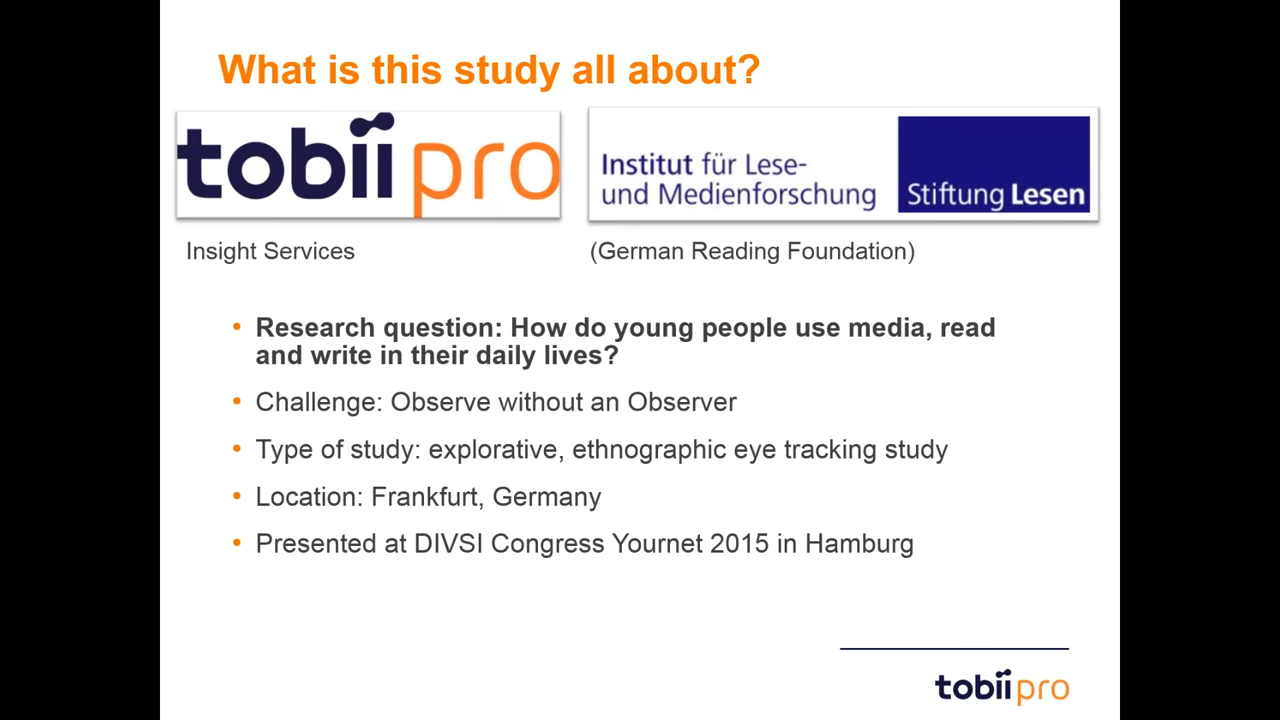 What is this study all about?
tobii pro
Institut für Lese-
und Medienforschung
Stiftung Lesen
Insight Services
(German Reading Foundation)
• Research question: How do young people use media, read
and write in their daily lives?
• Challenge: Observe without an Observer
• Type of study: explorative, ethnographic eye tracking study
• Location: Frankfurt, Germany
• Presented at DIVSI Congress Yournet 2015 in Hamburg
tobii pro